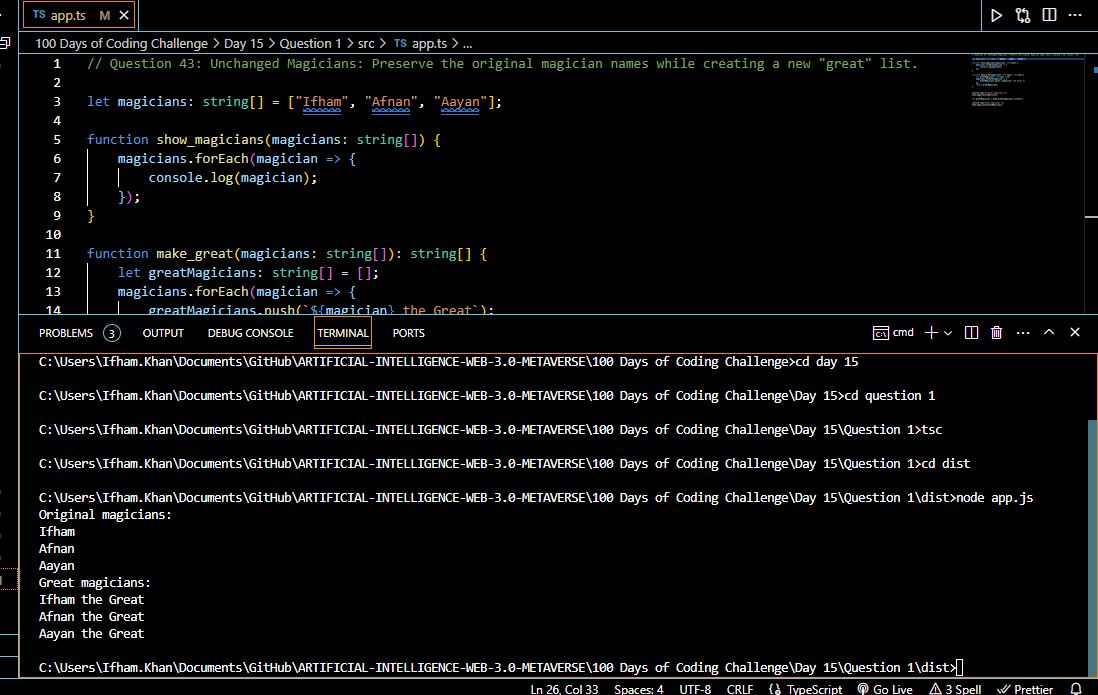 TS app.ts M
100 Days of Coding Challenge > Day 15 > Question 1 > src > TS app.ts > ...
1 // Question 43: Unchanged Magicians: Preserve the original magician names while creating a new "great" list.
2
3 let magicians: string[] = ["Ifham", "Afnan", "Aayan"];
4
5 function show_magicians(magicians: string[]) {
6 magicians.forEach(magician => {
7 console.log(magician);
8 });
9 }
10
11 function make_great(magicians: string[]): string[] {
12 let greatMagicians: string[] = [];
13 magicians.forEach(magician => {
14 greatMagicians.push(`${magician} the Great`);
PROBLEMS 3 OUTPUT DEBUG CONSOLE TERMINAL PORTS cmd
C:\Users\Ifham.Khan\Documents\GitHub\ARTIFICIAL-INTELLIGENCE-WEB-3.0-METAVERSE\100 Days of Coding Challenge>cd day 15
C:\Users\Ifham.Khan\Documents\GitHub\ARTIFICIAL-INTELLIGENCE-WEB-3.0-METAVERSE\100 Days of Coding Challenge\Day 15>cd question 1
C:\Users\Ifham.Khan\Documents\GitHub\ARTIFICIAL-INTELLIGENCE-WEB-3.0-METAVERSE\100 Days of Coding Challenge\Day 15\Question 1>tsc
C:\Users\Ifham.Khan\Documents\GitHub\ARTIFICIAL-INTELLIGENCE-WEB-3.0-METAVERSE\100 Days of Coding Challenge\Day 15\Question 1>cd dist
C:\Users\Ifham.Khan\Documents\GitHub\ARTIFICIAL-INTELLIGENCE-WEB-3.0-METAVERSE\100 Days of Coding Challenge\Day 15\Question 1\dist>node app.js
Original magicians:
Ifham
Afnan
Aayan
Great magicians:
Ifham the Great
Afnan the Great
Aayan the Great
C:\Users\Ifham.Khan\Documents\GitHub\ARTIFICIAL-INTELLIGENCE-WEB-3.0-METAVERSE\100 Days of Coding Challenge\Day 15\Question 1\dist>
Ln 26, Col 33 Spaces: 4 UTF-8 CRLF {} TypeScript Go Live 3 Spell Prettier